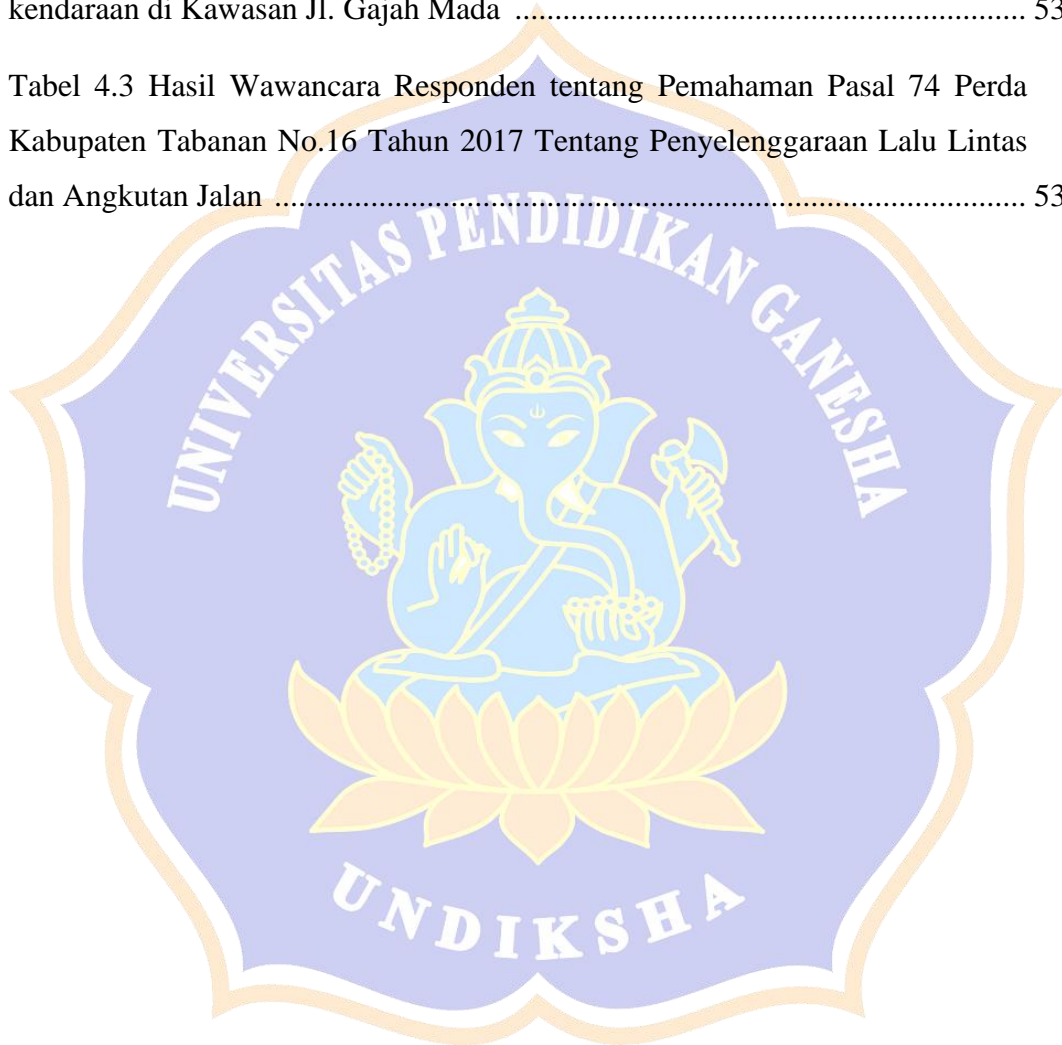 kendaraan di Kawasan Jl. Gajah Mada ................................................................ 53
Tabel 4.3 Hasil Wawancara Responden tentang Pemahaman Pasal 74 Perda
Kabupaten Tabanan No.16 Tahun 2017 Tentang Penyelenggaraan Lalu Lintas
dan Angkutan Jalan .............................................................................................. 53
UNIVERSITAS PENDIDIKAN GANESHA
UNDIKSHA